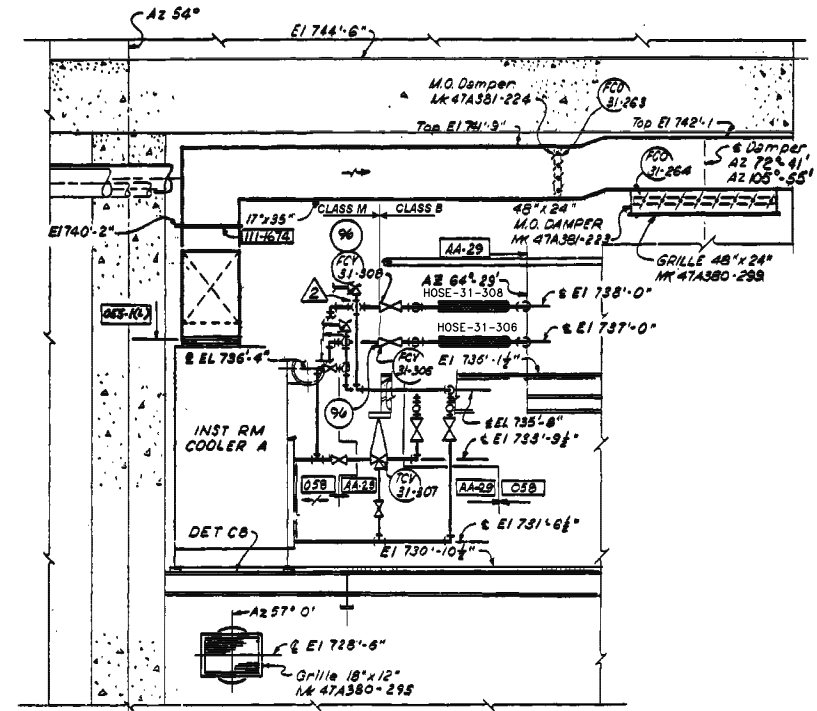 AZ 54°
El 744'-6"
M.O. Damper
Mk 47A381-224
FCO
31-263
Top El 741'-9"
Top El 742'-1
℄ Damper
AZ 72°-41'
AZ 105°-55'
FCO
31-264
El 740'-2"
17"x35"
111-1674
CLASS M
CLASS B
48"x24"
M.O. DAMPER
MK 47A381-223
GRILLE 48"x24"
MK 47A380-299
96
FCV
31-308
AA-29
AZ 64°-29'
HOSE-31-308
℄ El 738'-0"
2
HOSE-31-306
℄ El 737'-0"
℄ EL 736'-4"
FCV
31-306
El 736'-1½"
96
℄ EL 735'-8"
INST RM
COOLER A
℄ El 733'-9½"
058
AA-29
TCV
31-307
AA-29
058
DET C8
℄ El 731'-6½"
El 730'-10½"
AZ 57° 0'
℄ El 728'-6"
Grille 18"x12"
Mk 47A380-295